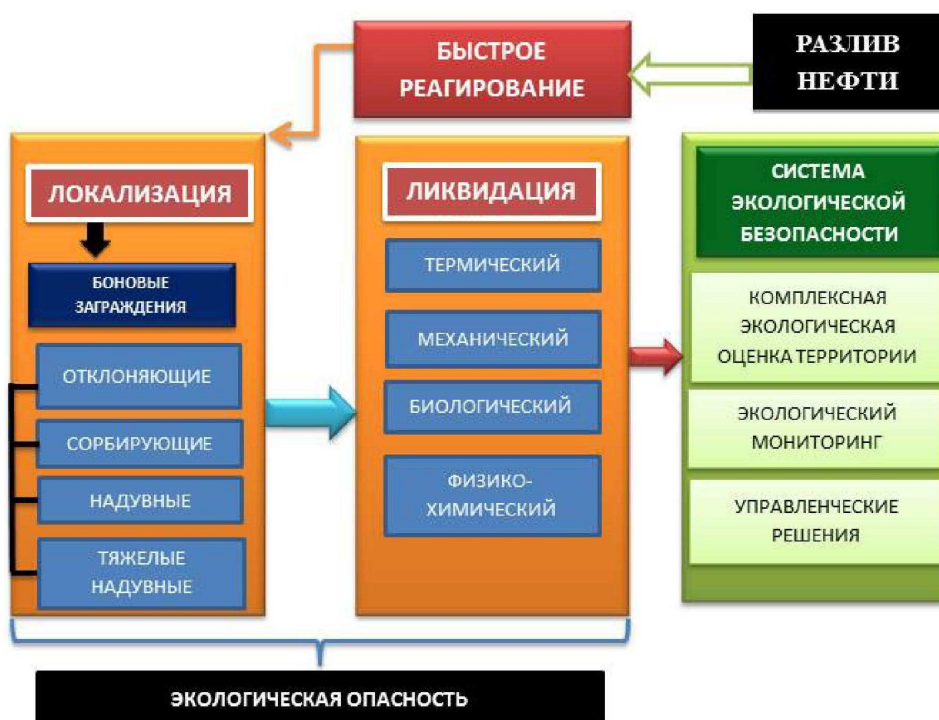 БЫСТРОЕ
РЕАГИРОВАНИЕ
РАЗЛИВ
НЕФТИ
ЛОКАЛИЗАЦИЯ
БОНОВЫЕ
ЗАГРАЖДЕНИЯ
ОТКЛОНЯЮЩИЕ
СОРБИРУЮЩИЕ
НАДУВНЫЕ
ТЯЖЕЛЫЕ
НАДУВНЫЕ
ЛИКВИДАЦИЯ
ТЕРМИЧЕСКИЙ
МЕХАНИЧЕСКИЙ
БИОЛОГИЧЕСКИЙ
ФИЗИКО-
ХИМИЧЕСКИЙ
СИСТЕМА
ЭКОЛОГИЧЕСКОЙ
БЕЗОПАСНОСТИ
КОМПЛЕКСНАЯ
ЭКОЛОГИЧЕСКАЯ
ОЦЕНКА ТЕРРИТОРИИ
ЭКОЛОГИЧЕСКИЙ
МОНИТОРИНГ
УПРАВЛЕНЧЕСКИЕ
РЕШЕНИЯ
ЭКОЛОГИЧЕСКАЯ ОПАСНОСТЬ